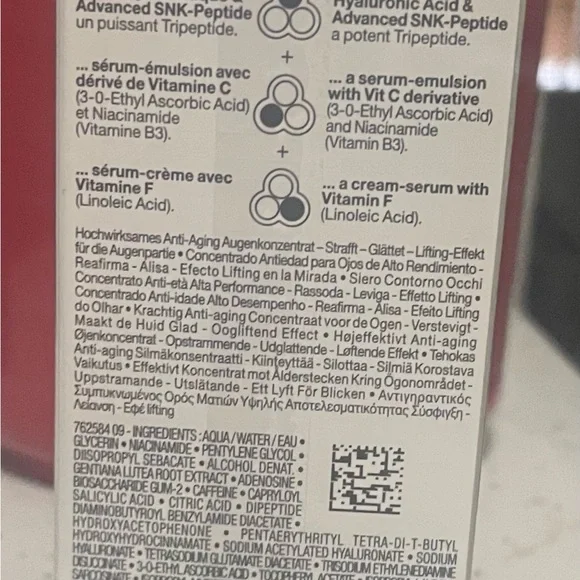 Advanced SNK-Peptide
un puissant Tripeptide.
Hyaluronic Acid &
Advanced SNK-Peptide
a potent Tripeptide.
+
... sérum-émulsion avec
dérivé de Vitamine C
(3-0-Ethyl Ascorbic Acid)
et Niacinamide
(Vitamine B3).
... a serum-emulsion
with Vit C derivative
(3-0-Ethyl Ascorbic Acid)
and Niacinamide
(Vitamin B3).
+
... sérum-crème avec
Vitamine F
(Linoleic Acid).
... a cream-serum with
Vitamin F
(Linoleic Acid).
Hochwirksames Anti-Aging Augenkonzentrat – Strafft – Glättet – Lifting-Effekt
für die Augenpartie • Concentrado Antiedad para Ojos de Alto Rendimiento -
Reafirma - Alisa - Efecto Lifting en la Mirada • Siero Contorno Occhi
Concentrato Anti-età Alta Performance - Rassoda - Leviga - Effetto Lifting •
Concentrado Anti-idade Alto Desempenho - Reafirma - Alisa - Efeito Lifting
do Olhar • Krachtig Anti-aging Concentraat voor de Ogen - Verstevigt -
Maakt de Huid Glad - Oogliftend Effect • Højeffektivt Anti-aging
Øjenkoncentrat - Opstrammende - Udglattende - Løftende Effekt • Tehokas
Anti-aging Silmäkonsentraatti - Kiinteyttää - Silottaa - Silmiä Korostava
Vaikutus • Effektivt Koncentrat mot Ålderstecken Kring Ögonområdet -
Uppstramande - Utslätande - Ett Lyft För Blicken • Αντιγηραντικός
Συμπυκνωμένος Ορός Ματιών Υψηλής Αποτελεσματικότητας Σύσφιγξη -
Λείανση - Εφέ lifting
762584 09 - INGREDIENTS : AQUA / WATER / EAU •
GLYCERIN • NIACINAMIDE • PENTYLENE GLYCOL •
DIISOPROPYL SEBACATE • ALCOHOL DENAT. •
GENTIANA LUTEA ROOT EXTRACT • ADENOSINE •
BIOSACCHARIDE GUM-2 • CAFFEINE • CAPRYLOYL
SALICYLIC ACID • CITRIC ACID • DIPEPTIDE
DIAMINOBUTYROYL BENZYLAMIDE DIACETATE •
HYDROXYACETOPHENONE • PENTAERYTHRITYL TETRA-DI-T-BUTYL
HYDROXYHYDROCINNAMATE • SODIUM ACETYLATED HYALURONATE • SODIUM
HYALURONATE • TETRASODIUM GLUTAMATE DIACETATE • TRISODIUM ETHYLENEDIAMINE
DISUCCINATE • 3-O-ETHYL ASCORBIC ACID • TOCOPHERYL ACETATE